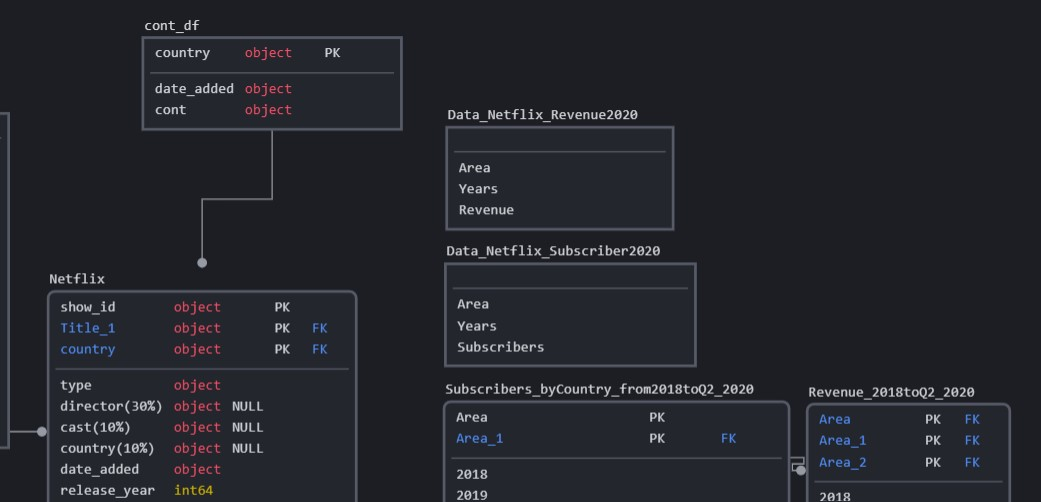 cont_df
country object PK
date_added object
cont object
Data_Netflix_Revenue2020
Area
Years
Revenue
Data_Netflix_Subscriber2020
Area
Years
Subscribers
Netflix
show_id object PK
Title_1 object PK FK
country object PK FK
type object
director(30%) object NULL
cast(10%) object NULL
country(10%) object NULL
date_added object
release_year int64
Subscribers_byCountry_from2018toQ2_2020
Area PK
Area_1 PK FK
2018
2019
Revenue_2018toQ2_2020
Area PK FK
Area_1 PK FK
Area_2 PK FK
2018